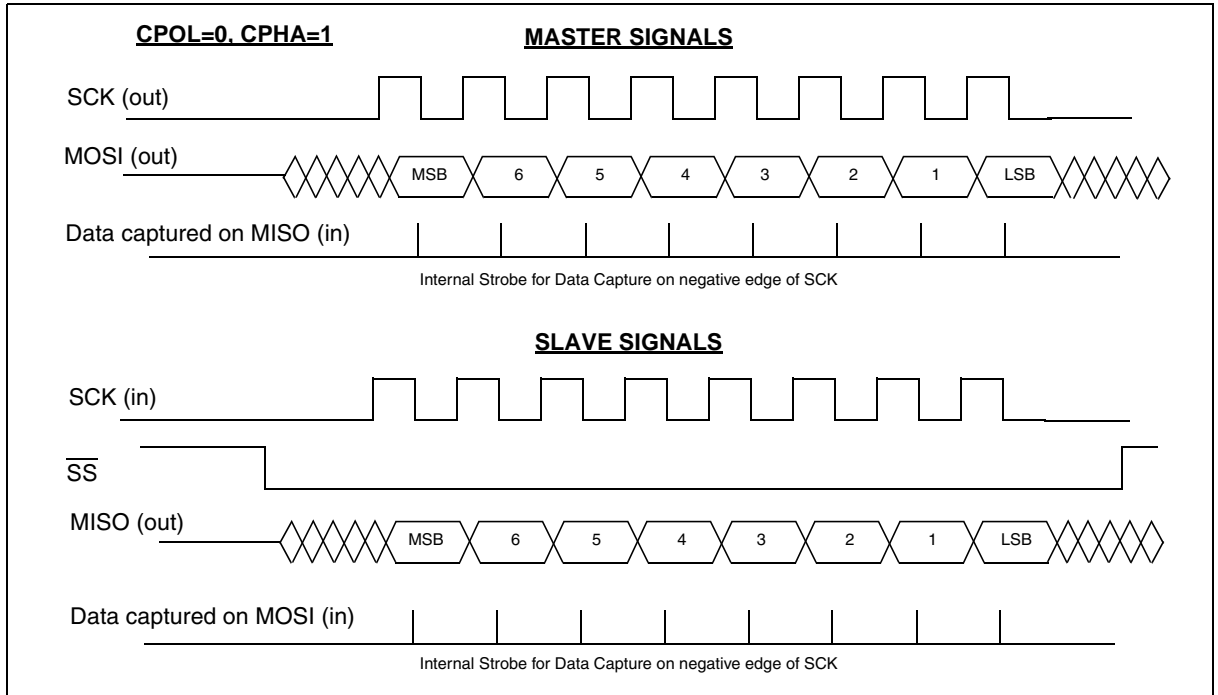 CPOL=0, CPHA=1 MASTER SIGNALS
SCK (out)
MOSI (out)
MSB 6 5 4 3 2 1 LSB
Data captured on MISO (in)
Internal Strobe for Data Capture on negative edge of SCK
SLAVE SIGNALS
SCK (in)
SS
MISO (out)
MSB 6 5 4 3 2 1 LSB
Data captured on MOSI (in)
Internal Strobe for Data Capture on negative edge of SCK